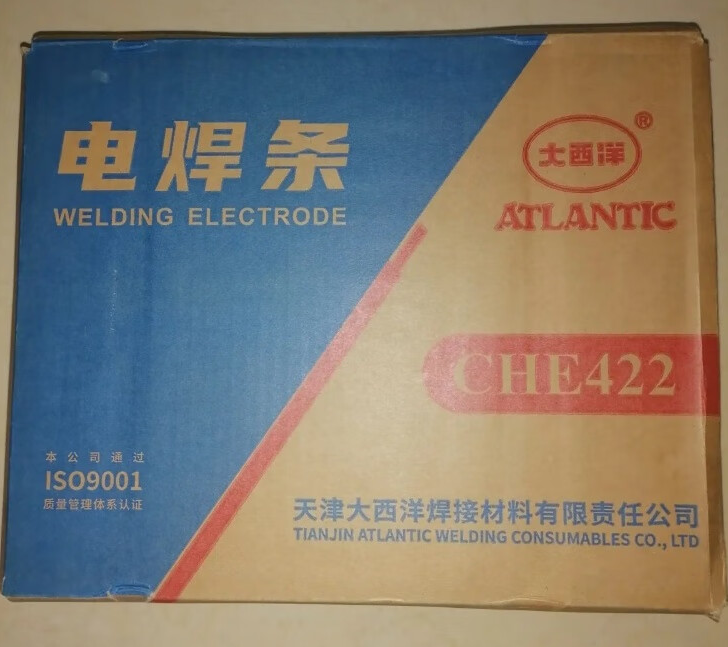 电焊条
WELDING ELECTRODE
大西洋®
ATLANTIC
CHE422
本公司通过
ISO9001
质量管理体系认证
天津大西洋焊接材料有限责任公司
TIANJIN ATLANTIC WELDING CONSUMABLES CO., LTD